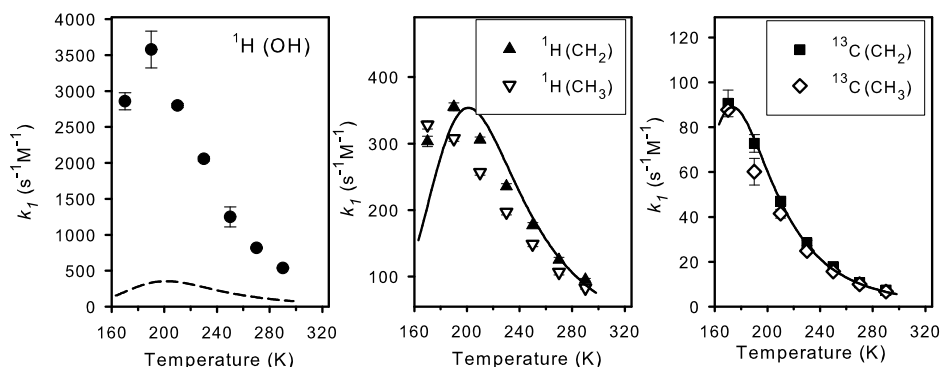 4000
3500
3000
2500
2000
1500
1000
500
0
k₁ (s⁻¹M⁻¹)
¹H (OH)
160 200 240 280 320
Temperature (K)
400
300
200
100
k₁ (s⁻¹M⁻¹)
¹H (CH₂)
¹H (CH₃)
160 200 240 280 320
Temperature (K)
120
100
80
60
40
20
0
k₁ (s⁻¹M⁻¹)
¹³C (CH₂)
¹³C (CH₃)
160 200 240 280 320
Temperature (K)